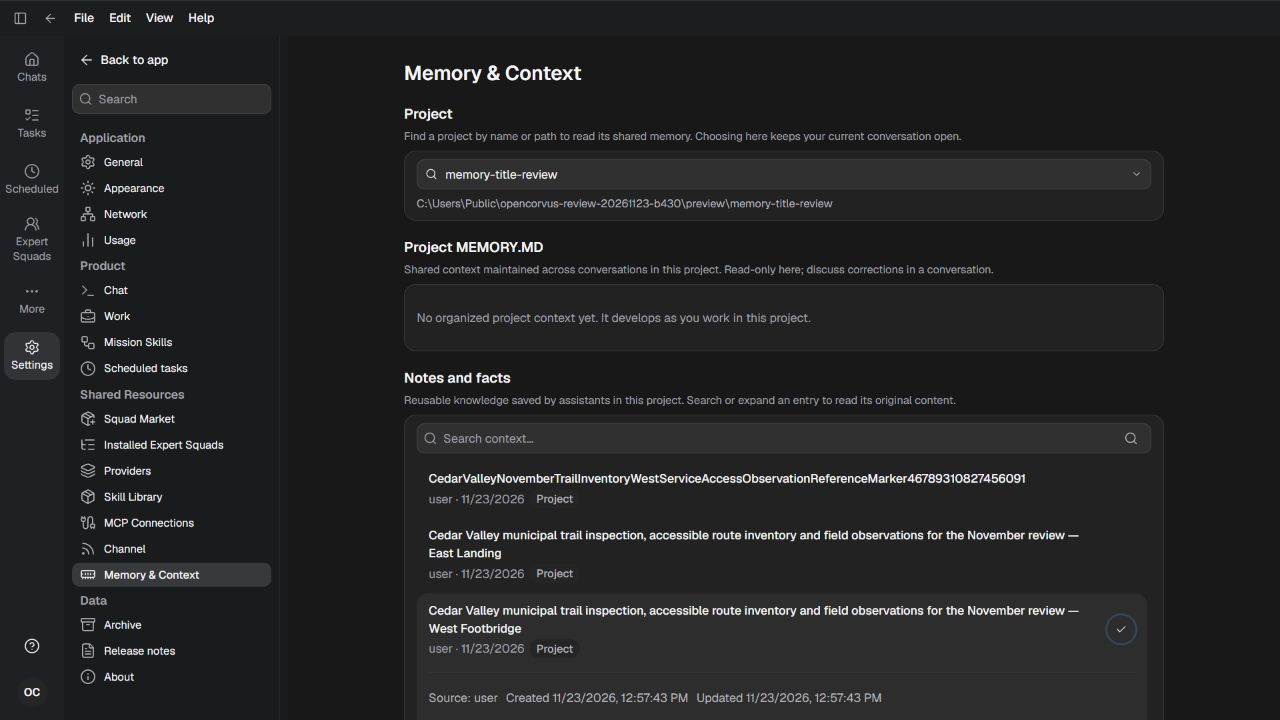 File Edit View Help
Chats
Tasks
Scheduled
Expert
Squads
More
Settings
OC
Back to app
Search
Application
General
Appearance
Network
Usage
Product
Chat
Work
Mission Skills
Scheduled tasks
Shared Resources
Squad Market
Installed Expert Squads
Providers
Skill Library
MCP Connections
Channel
Memory & Context
Data
Archive
Release notes
About
Memory & Context
Project
Find a project by name or path to read its shared memory. Choosing here keeps your current conversation open.
memory-title-review
C:\Users\Public\opencorvus-review-20261123-b430\preview\memory-title-review
Project MEMORY.MD
Shared context maintained across conversations in this project. Read-only here; discuss corrections in a conversation.
No organized project context yet. It develops as you work in this project.
Notes and facts
Reusable knowledge saved by assistants in this project. Search or expand an entry to read its original content.
Search context...
CedarValleyNovemberTrailInventoryWestServiceAccessObservationReferenceMarker46789310827456091
user · 11/23/2026 Project
Cedar Valley municipal trail inspection, accessible route inventory and field observations for the November review —
East Landing
user · 11/23/2026 Project
Cedar Valley municipal trail inspection, accessible route inventory and field observations for the November review —
West Footbridge
user · 11/23/2026 Project
Source: user Created 11/23/2026, 12:57:43 PM Updated 11/23/2026, 12:57:43 PM